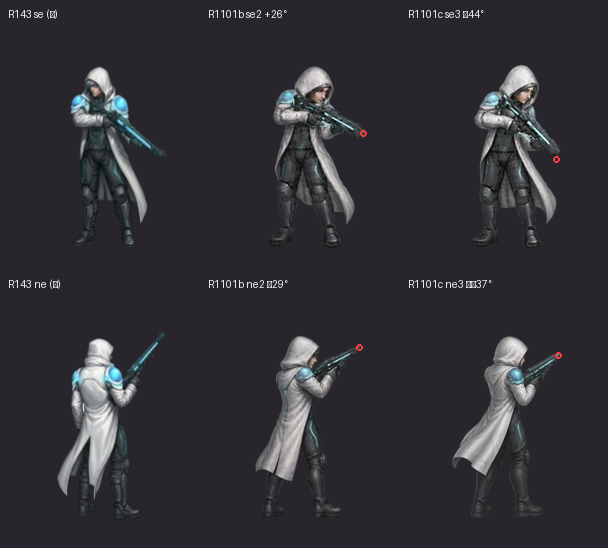 R143 se (
R1101b se2 +26°
R1101c se3 44°
R143 ne (
R1101b ne2 29°
R1101c ne3 37°